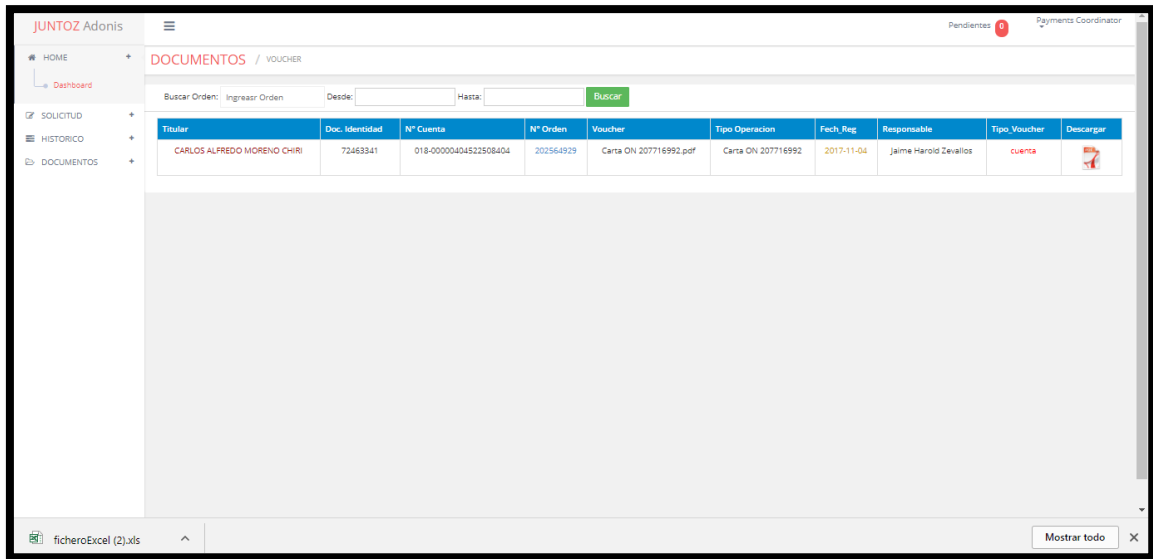 JUNTOZ Adonis
Pendientes 0 Payments Coordinator
HOME +
Dashboard
SOLICITUD +
HISTORICO +
DOCUMENTOS +
DOCUMENTOS / VOUCHER
Buscar Orden: Ingreasr Orden Desde: Hasta: Buscar
Titular Doc. Identidad N° Cuenta N° Orden Voucher Tipo Operacion Fech_Reg Responsable Tipo_Voucher Descargar
CARLOS ALFREDO MORENO CHIRI 72463341 018-00000404522508404 202564929 Carta ON 207716992.pdf Carta ON 207716992 2017-11-04 Jaime Harold Zevallos cuenta
ficheroExcel (2).xls Mostrar todo